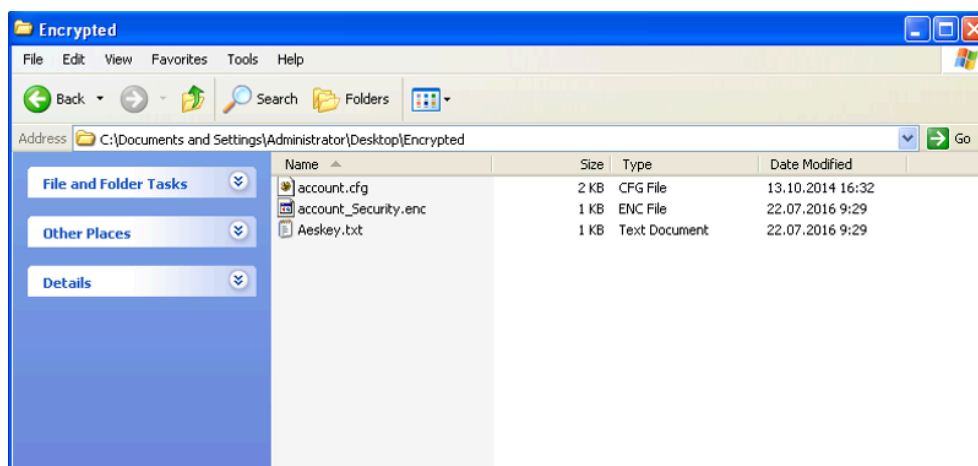 Encrypted
File Edit View Favorites Tools Help
Back Search Folders
Address C:\Documents and Settings\Administrator\Desktop\Encrypted Go
Name Size Type Date Modified
File and Folder Tasks
Other Places
Details
account.cfg 2 KB CFG File 13.10.2014 16:32
account_Security.enc 1 KB ENC File 22.07.2016 9:29
Aeskey.txt 1 KB Text Document 22.07.2016 9:29